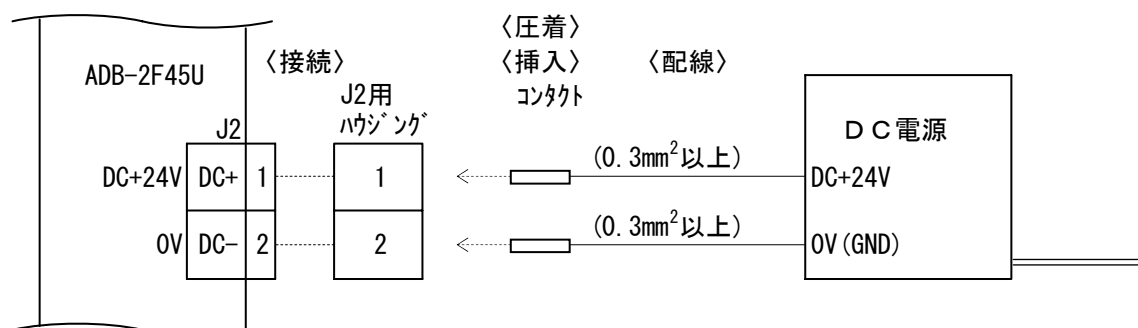 〈圧着〉
ADB-2F45U 〈接続〉 〈挿入〉 〈配線〉
J2用 コンタクト
J2 ハウジング DC電源
DC+24V DC+ 1 1 (0.3mm²以上) DC+24V
0V DC- 2 2 (0.3mm²以上) 0V(GND)